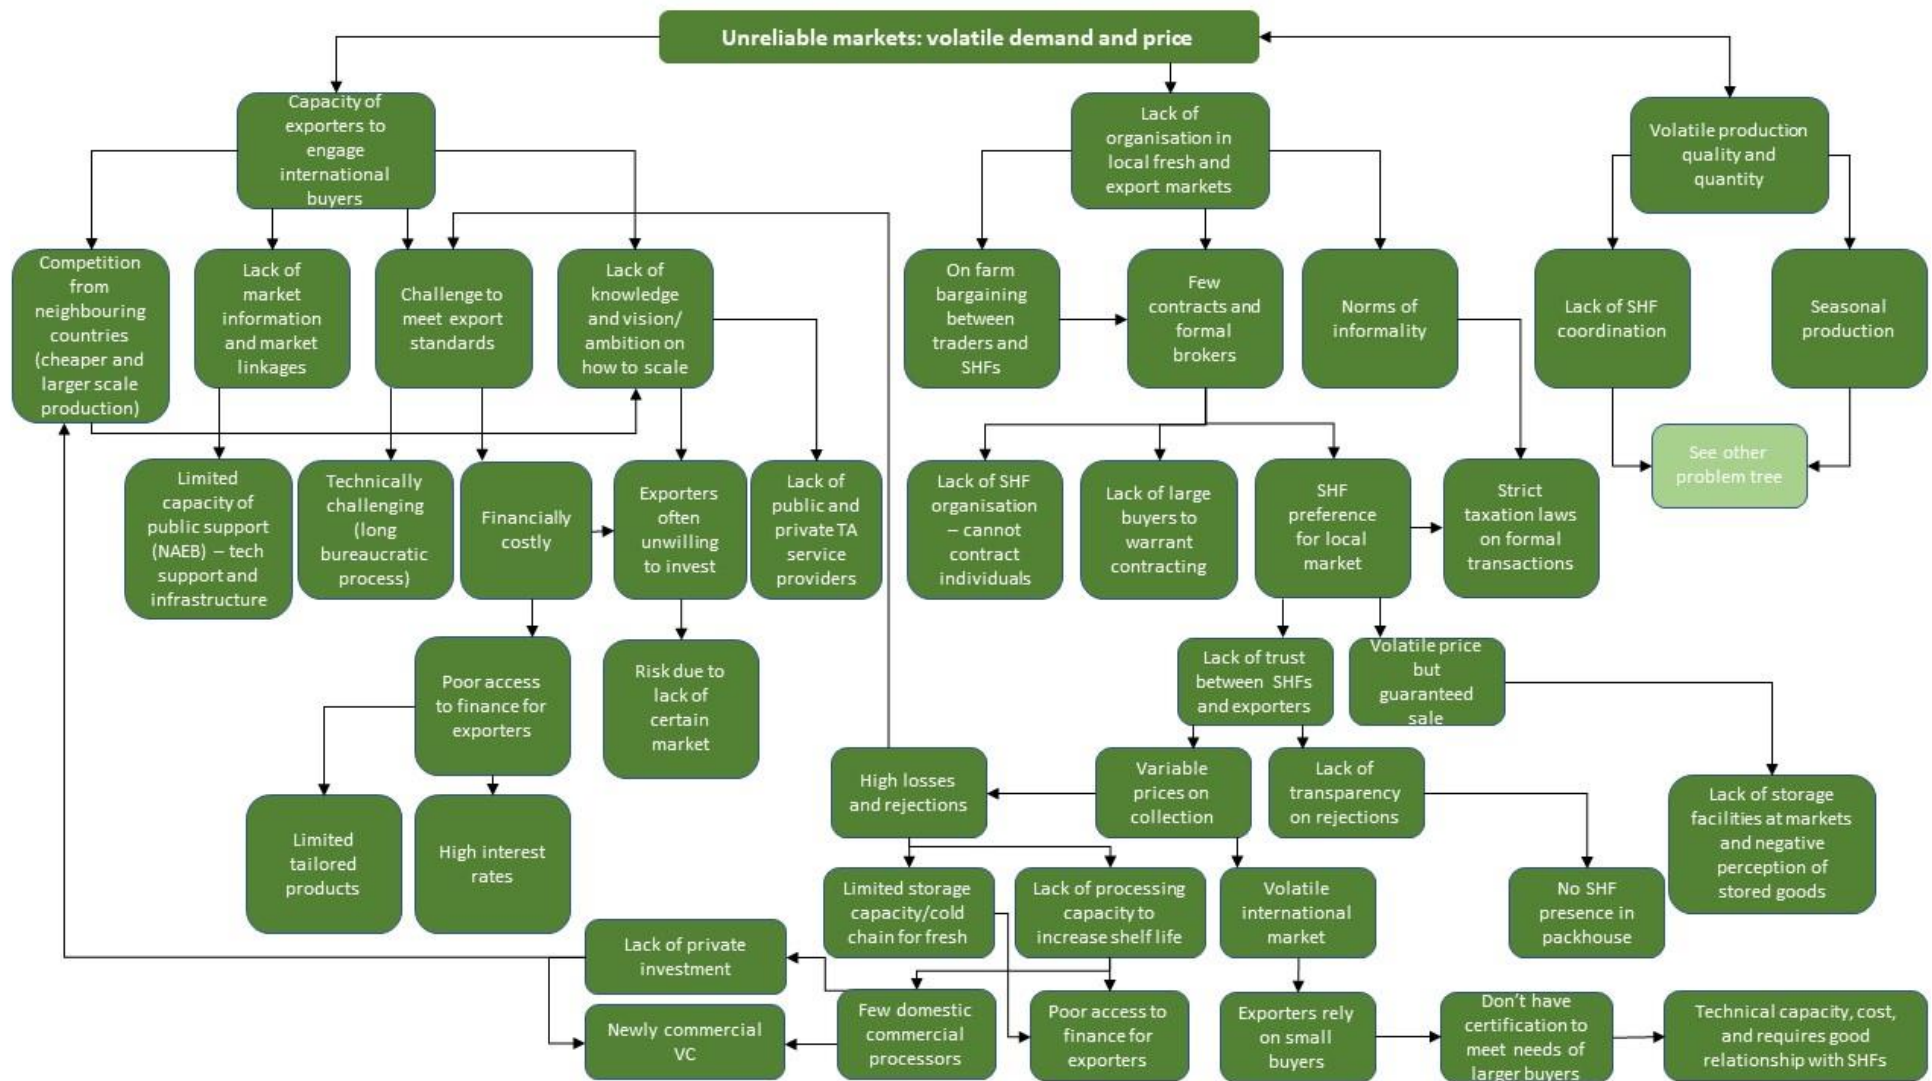 Unreliable markets: volatile demand and price
Capacity of
exporters to
engage
international
buyers
Lack of
organisation in
local fresh and
export markets
Volatile production
quality and
quantity
Competition
from
neighbouring
countries
(cheaper and
larger scale
production)
Lack of
market
information
and market
linkages
Challenge to
meet export
standards
Lack of
knowledge
and vision/
ambition on
how to scale
On farm
bargaining
between
traders and
SHFs
Few
contracts and
formal
brokers
Norms of
informality
Lack of SHF
coordination
Seasonal
production
See other
problem tree
Limited
capacity of
public support
(NAEB) – tech
support and
infrastructure
Technically
challenging
(long
bureaucratic
process)
Financially
costly
Exporters
often
unwilling
to invest
Lack of
public and
private TA
service
providers
Lack of SHF
organisation
– cannot
contract
individuals
Lack of large
buyers to
warrant
contracting
SHF
preference
for local
market
Strict
taxation laws
on formal
transactions
Poor access
to finance for
exporters
Risk due to
lack of
certain
market
Lack of trust
between SHFs
and exporters
Volatile price
but
guaranteed
sale
High losses
and rejections
Variable
prices on
collection
Lack of
transparency
on rejections
Lack of storage
facilities at markets
and negative
perception of
stored goods
Limited
tailored
products
High interest
rates
Limited storage
capacity/cold
chain for fresh
Lack of processing
capacity to
increase shelf life
Volatile
international
market
No SHF
presence in
packhouse
Lack of private
investment
Newly commercial
VC
Few domestic
commercial
processors
Poor access to
finance for
exporters
Exporters rely
on small
buyers
Don't have
certification to
meet needs of
larger buyers
Technical capacity, cost,
and requires good
relationship with SHFs